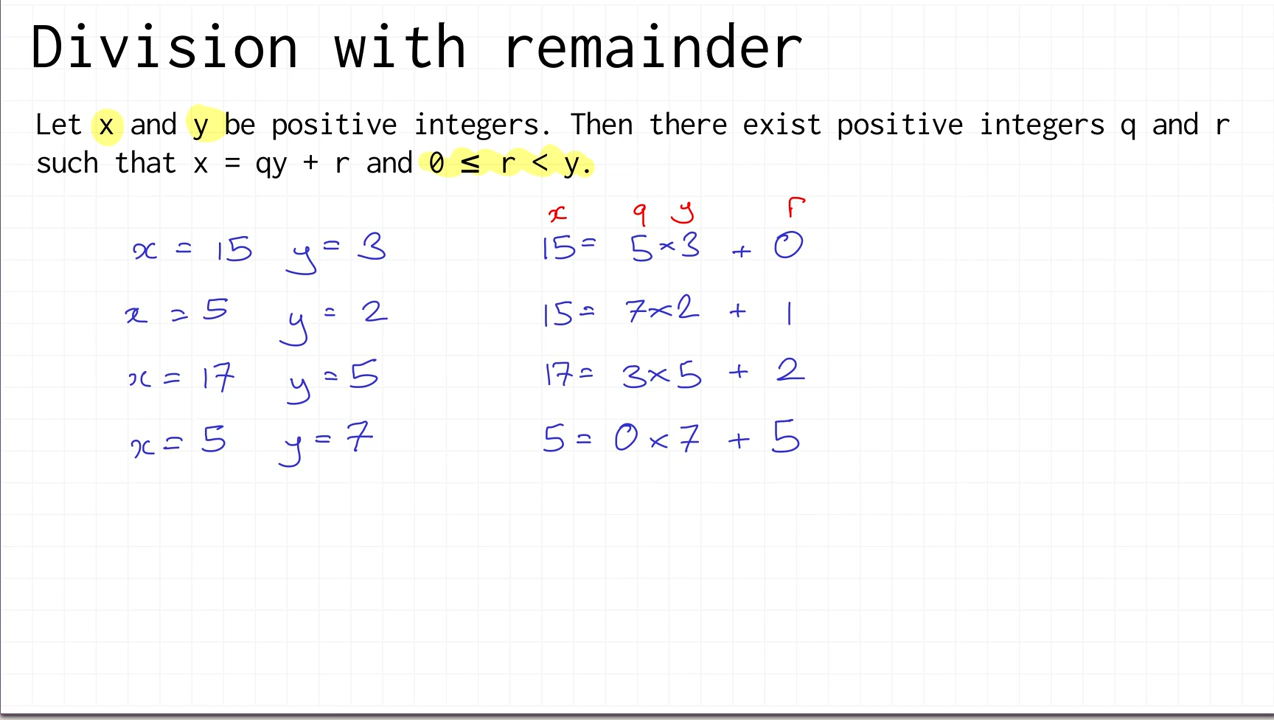 Division with remainder
Let x and y be positive integers. Then there exist positive integers q and r
such that x = qy + r and 0 ≤ r < y.
x q y r
x = 15 y = 3 15 = 5 × 3 + 0
x = 5 y = 2 15 = 7 × 2 + 1
x = 17 y = 5 17 = 3 × 5 + 2
x = 5 y = 7 5 = 0 × 7 + 5